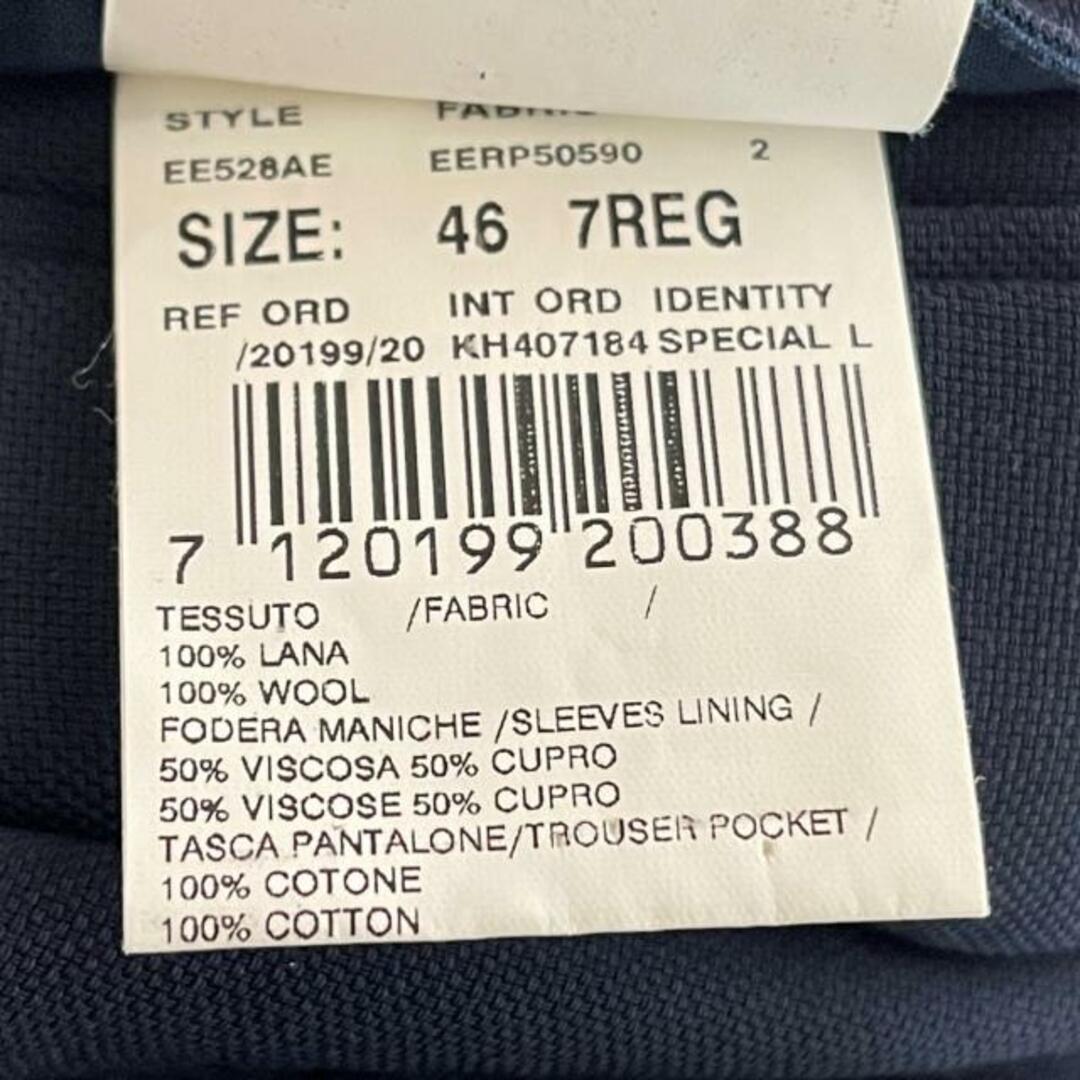 STYLE FABRIC
EE528AE EERP50590 2
SIZE: 46 7REG
REF ORD INT ORD IDENTITY
/20199/20 KH407184 SPECIAL L
7 120199 200388
TESSUTO /FABRIC /
100% LANA
100% WOOL
FODERA MANICHE /SLEEVES LINING /
50% VISCOSA 50% CUPRO
50% VISCOSE 50% CUPRO
TASCA PANTALONE/TROUSER POCKET /
100% COTONE
100% COTTON